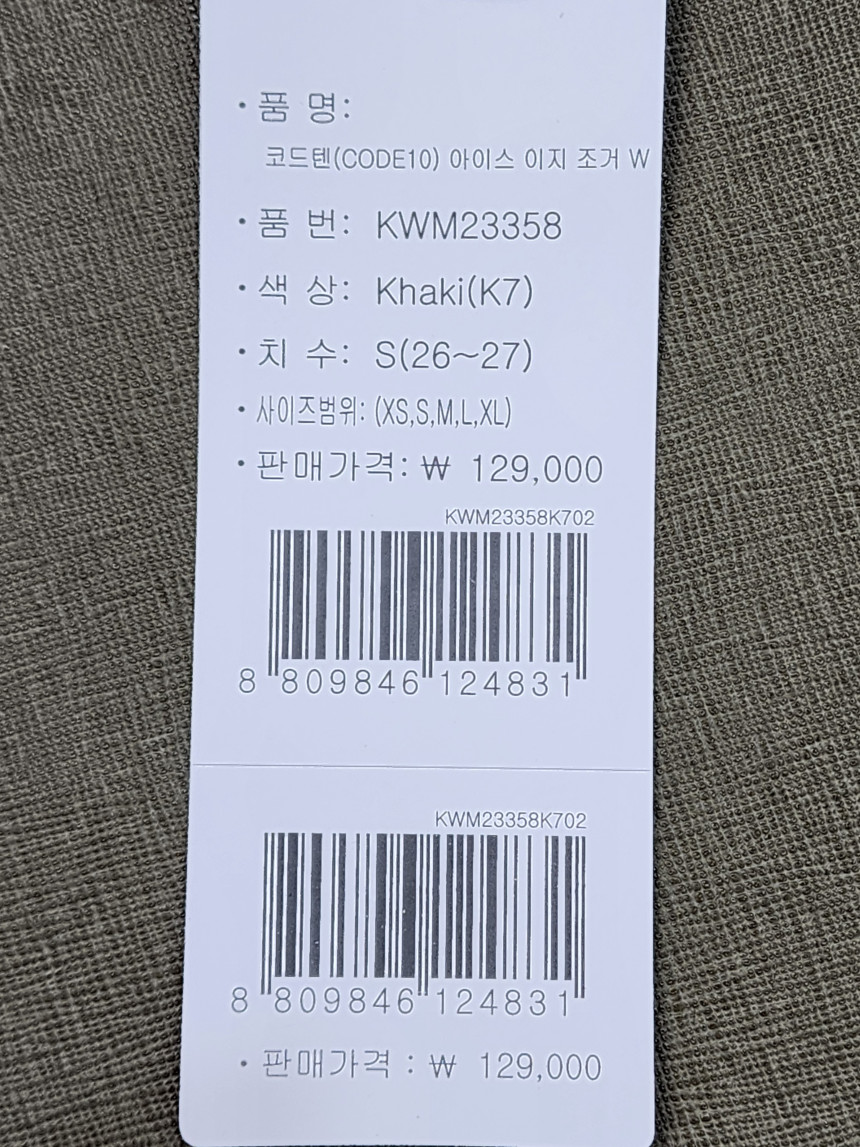 · 품 명:
코드텐(CODE10) 아이스 이지 조거 W
· 품 번: KWM23358
· 색 상: Khaki(K7)
· 치 수: S(26~27)
· 사이즈범위: (XS,S,M,L,XL)
· 판매가격: ₩ 129,000
KWM23358K702
8 809846 124831
KWM23358K702
8 809846 124831
· 판매가격 : ₩ 129,000